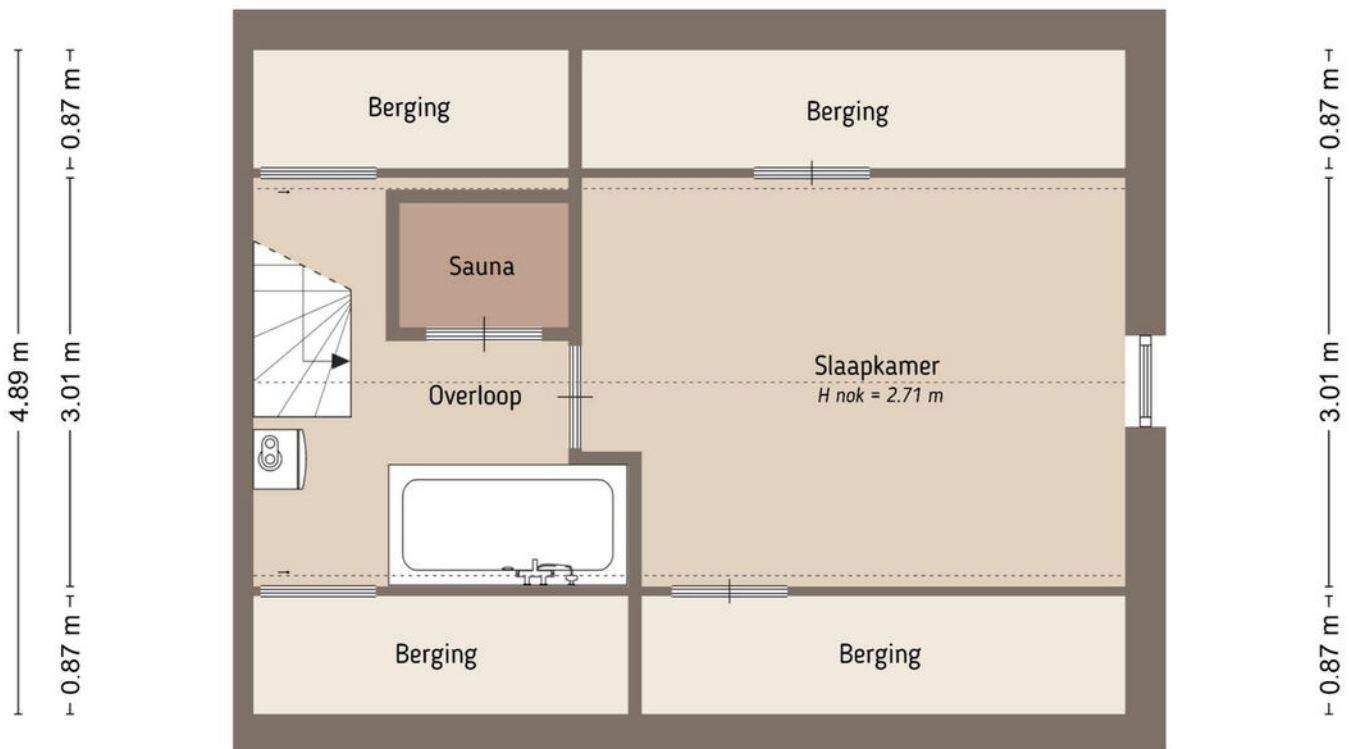 Berging
Berging
0.87 m
0.87 m
Sauna
4.89 m
3.01 m
Overloop
Slaapkamer
H nok = 2.71 m
3.01 m
Berging
Berging
0.87 m
0.87 m